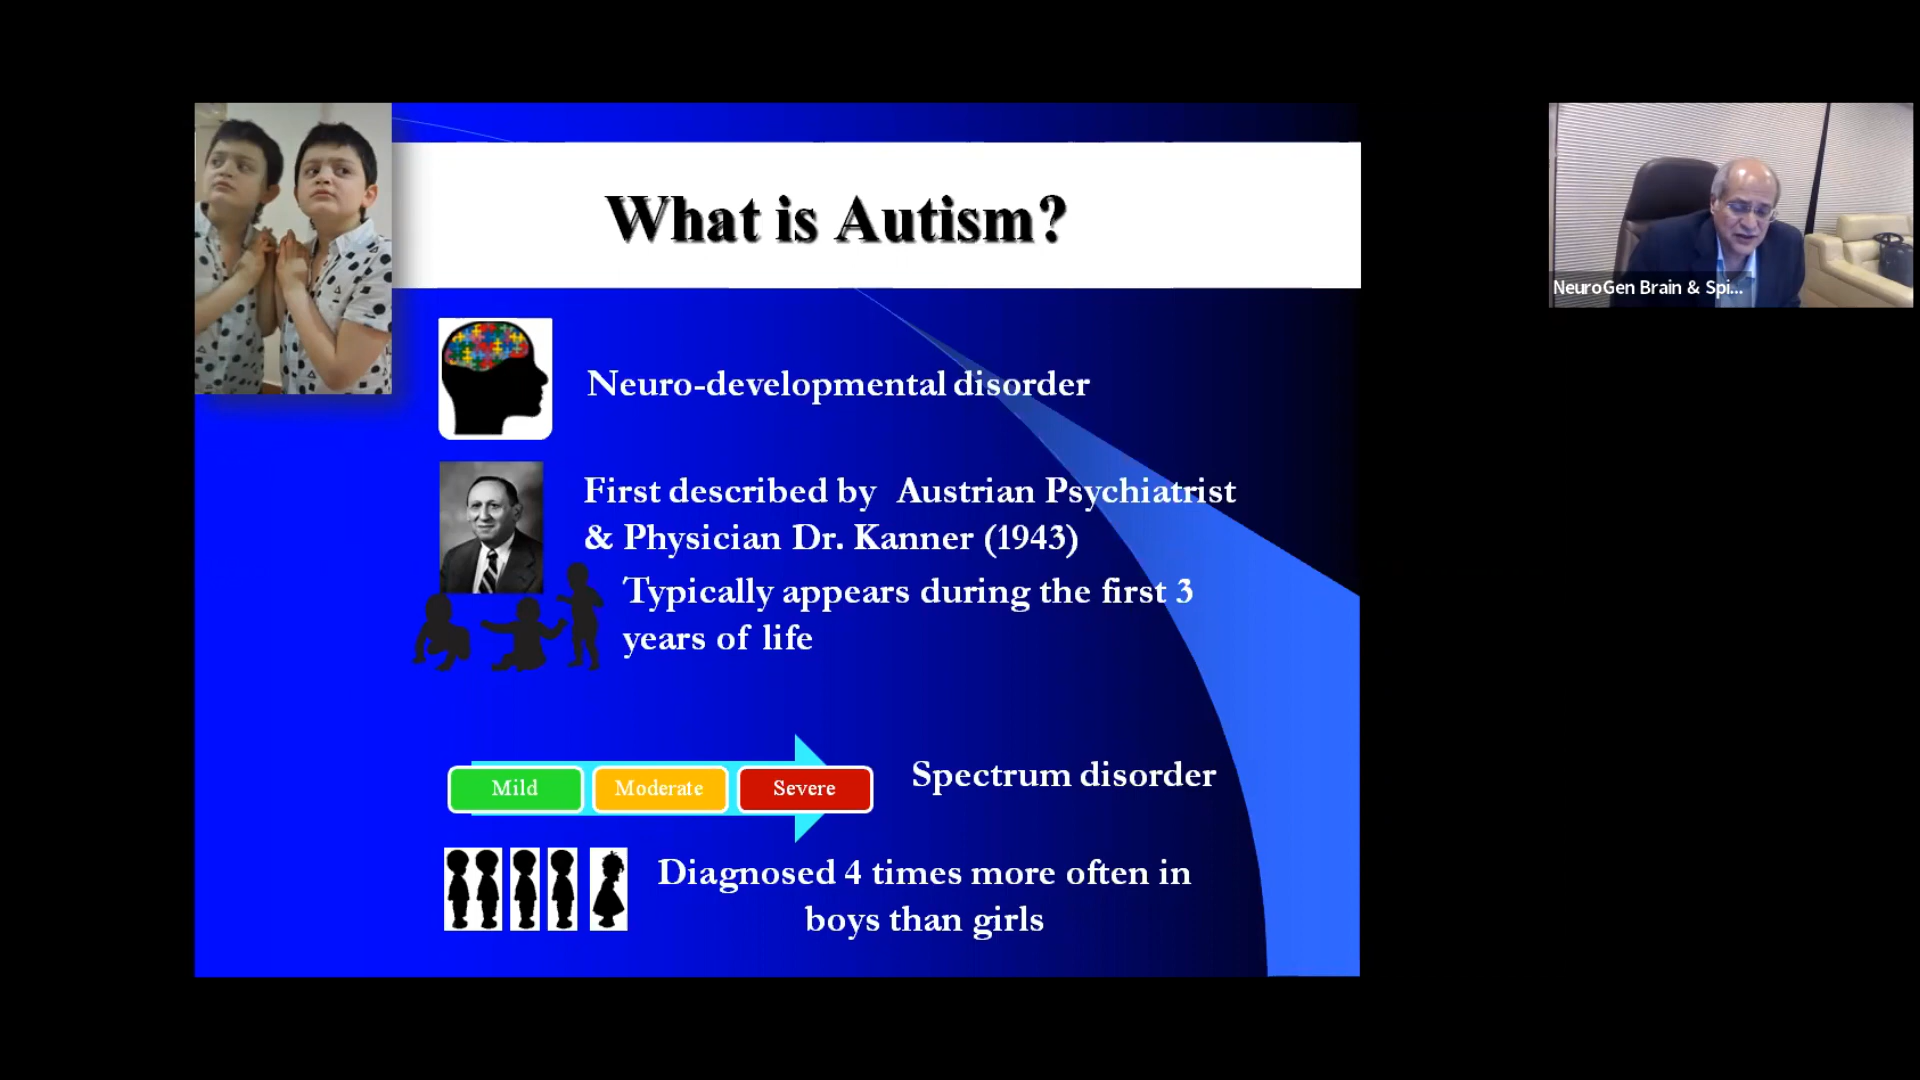 What is Autism?
NeuroGen Brain & Spi...
Neuro-developmental disorder
First described by Austrian Psychiatrist
& Physician Dr. Kanner (1943)
Typically appears during the first 3
years of life
Mild
Moderate
Severe
Spectrum disorder
Diagnosed 4 times more often in
boys than girls